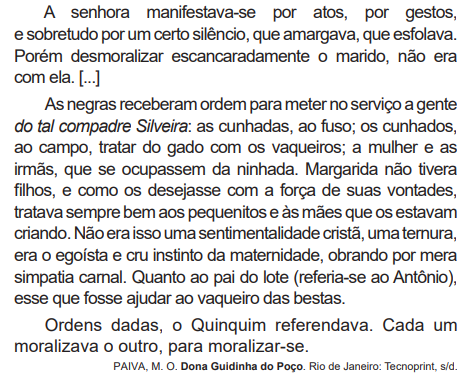 A senhora manifestava-se por atos, por gestos,
e sobretudo por um certo silêncio, que amargava, que esfolava.
Porém desmoralizar escancaradamente o marido, não era
com ela. [...]
As negras receberam ordem para meter no serviço a gente
do tal compadre Silveira: as cunhadas, ao fuso; os cunhados,
ao campo, tratar do gado com os vaqueiros; a mulher e as
irmãs, que se ocupassem da ninhada. Margarida não tivera
filhos, e como os desejasse com a força de suas vontades,
tratava sempre bem aos pequenitos e às mães que os estavam
criando. Não era isso uma sentimentalidade cristã, uma ternura,
era o egoísta e cru instinto da maternidade, obrando por mera
simpatia carnal. Quanto ao pai do lote (referia-se ao Antônio),
esse que fosse ajudar ao vaqueiro das bestas.
Ordens dadas, o Quinquim referendava. Cada um
moralizava o outro, para moralizar-se.
PAIVA, M. O. Dona Guidinha do Poço. Rio de Janeiro: Tecnoprint, s/d.